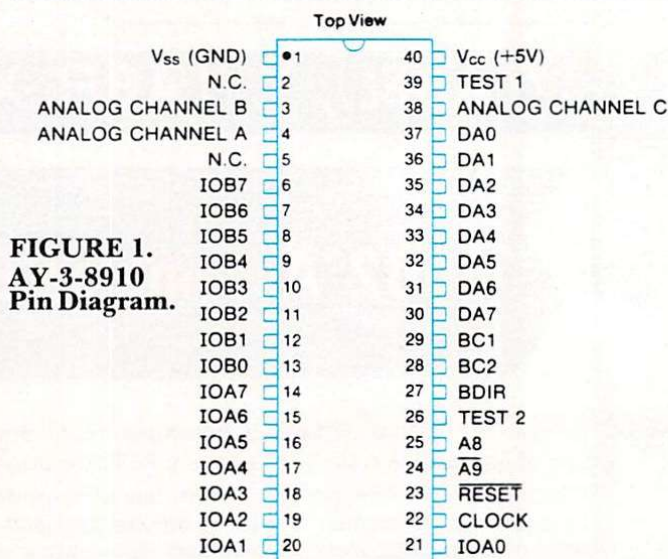 Top View
Vss (GND) 1 40 Vcc (+5V)
N.C. 2 39 TEST 1
ANALOG CHANNEL B 3 38 ANALOG CHANNEL C
ANALOG CHANNEL A 4 37 DA0
N.C. 5 36 DA1
IOB7 6 35 DA2
IOB6 7 34 DA3
IOB5 8 33 DA4
IOB4 9 32 DA5
IOB3 10 31 DA6
IOB2 11 30 DA7
IOB1 12 29 BC1
IOB0 13 28 BC2
IOA7 14 27 BDIR
IOA6 15 26 TEST 2
IOA5 16 25 A8
IOA4 17 24 A̅9̅
IOA3 18 23 R̅E̅S̅E̅T̅
IOA2 19 22 CLOCK
IOA1 20 21 IOA0
FIGURE 1.
AY-3-8910
Pin Diagram.